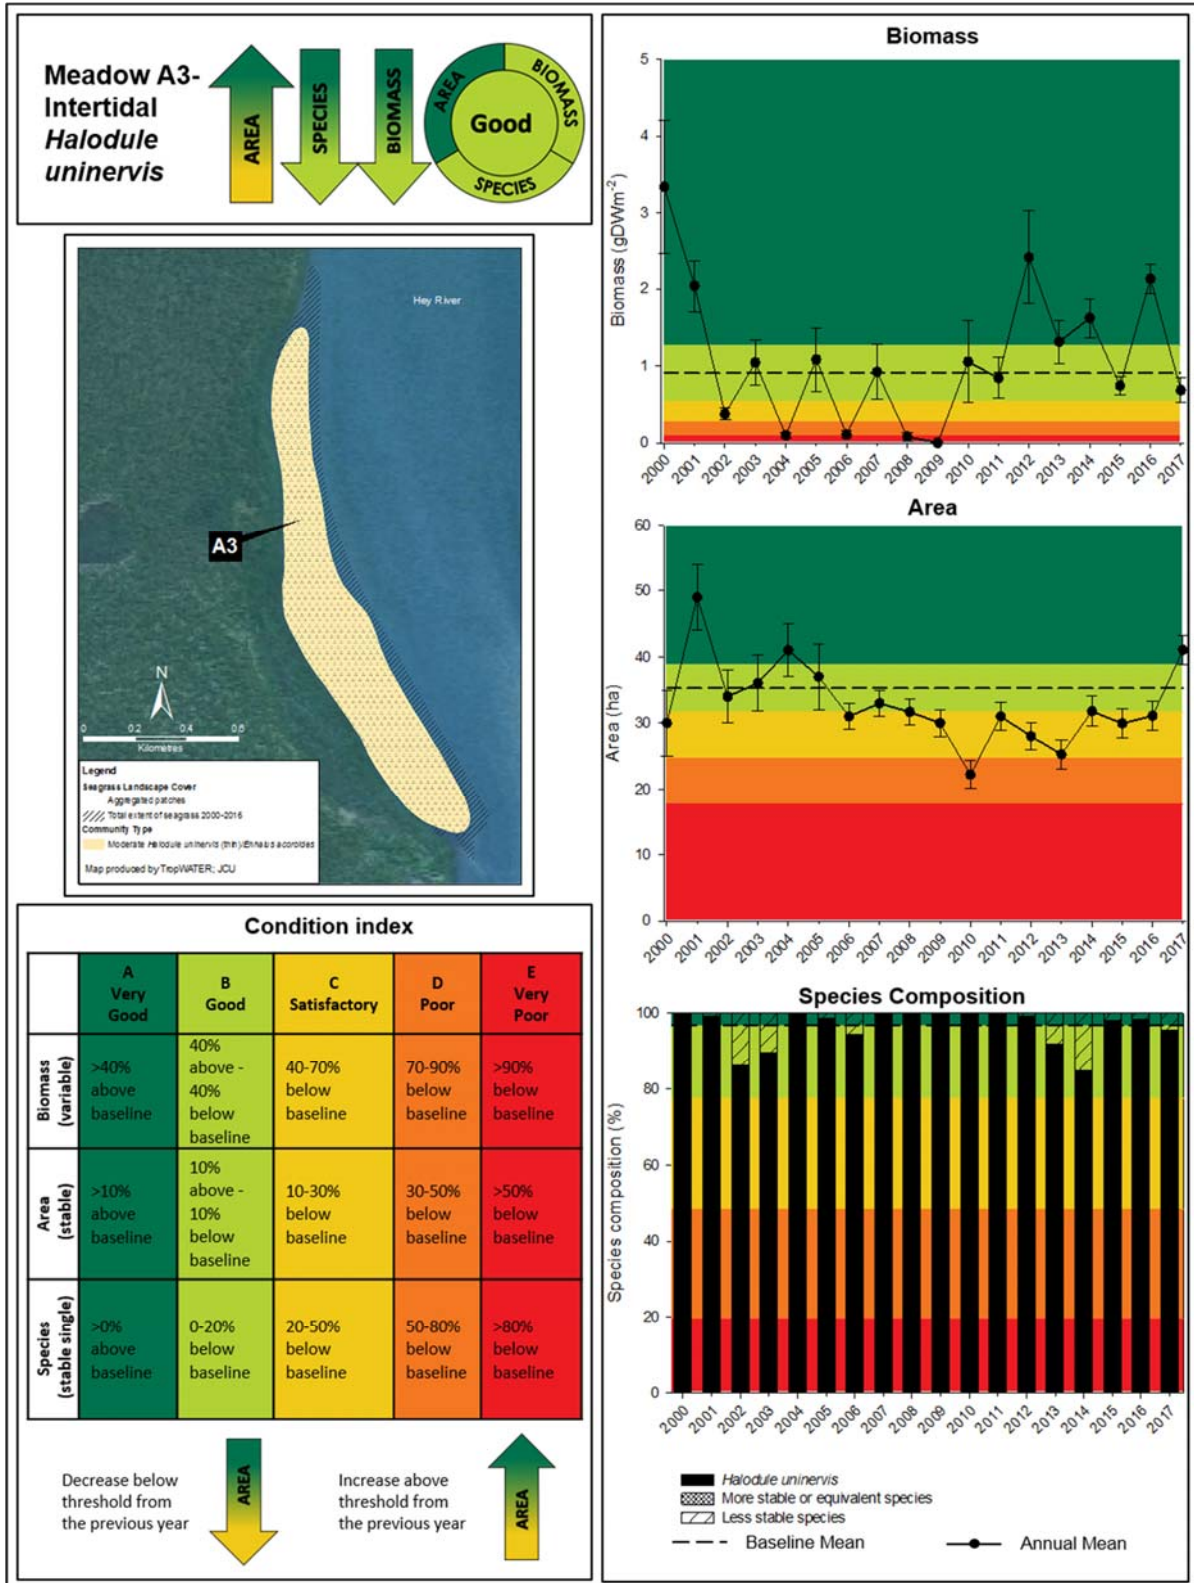 Meadow A3-
Intertidal
Halodule
uninervis
AREA
SPECIES
BIOMASS
AREA
BIOMASS
SPECIES
Good
Hey River
A3
N
0 0.2 0.4 0.6
Kilometres
Legend
Seagrass Landscape Cover
Aggregated patches
Total extent of seagrass 2000-2016
Community Type
Moderate Halodule uninervis (thin)/Enhalus acoroides
Map produced by TropWATER; JCU
Condition index
A
Very
Good
B
Good
C
Satisfactory
D
Poor
E
Very
Poor
Biomass
(variable)
>40%
above
baseline
40%
above -
40%
below
baseline
40-70%
below
baseline
70-90%
below
baseline
>90%
below
baseline
Area
(stable)
>10%
above
baseline
10%
above -
10%
below
baseline
10-30%
below
baseline
30-50%
below
baseline
>50%
below
baseline
Species
(stable single)
>0%
above
baseline
0-20%
below
baseline
20-50%
below
baseline
50-80%
below
baseline
>80%
below
baseline
Decrease below
threshold from
the previous year
AREA
Increase above
threshold from
the previous year
AREA
Biomass
Biomass (gDWm-2)
5
4
3
2
1
0
2000 2001 2002 2003 2004 2005 2006 2007 2008 2009 2010 2011 2012 2013 2014 2015 2016 2017
Area
Area (ha)
60
50
40
30
20
10
0
2000 2001 2002 2003 2004 2005 2006 2007 2008 2009 2010 2011 2012 2013 2014 2015 2016 2017
Species Composition
Species composition (%)
100
80
60
40
20
0
2000 2001 2002 2003 2004 2005 2006 2007 2008 2009 2010 2011 2012 2013 2014 2015 2016 2017
Halodule uninervis
More stable or equivalent species
Less stable species
Baseline Mean
Annual Mean